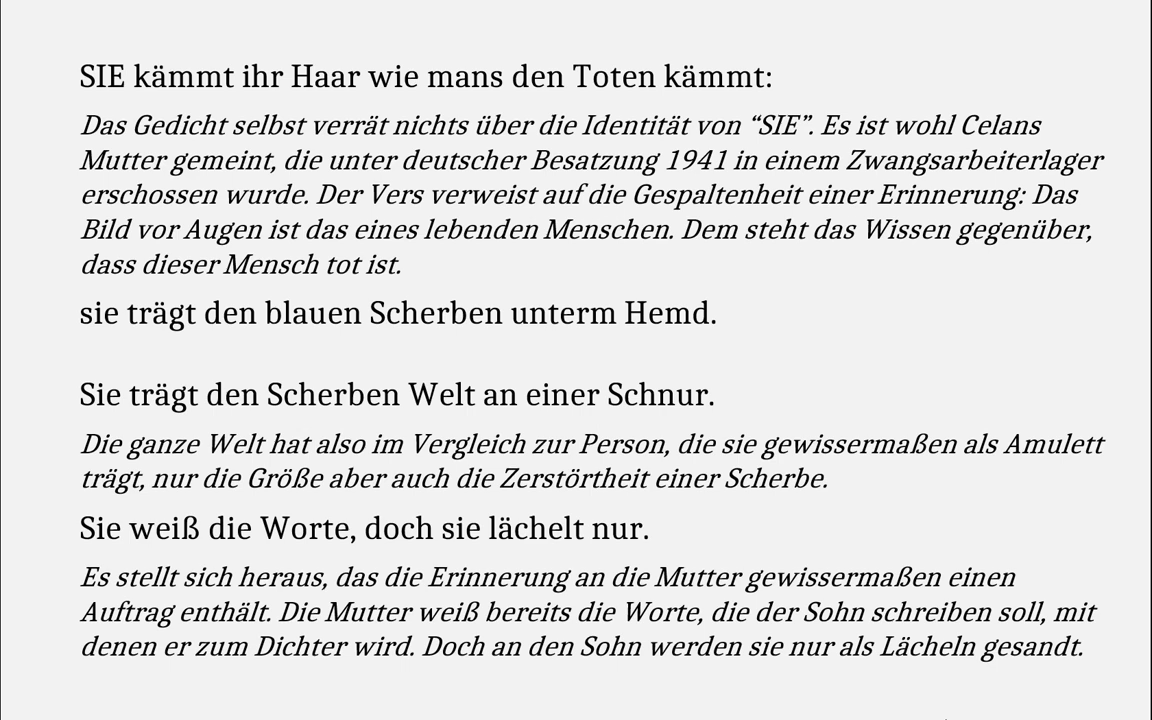 SIE kämmt ihr Haar wie mans den Toten kämmt:
Das Gedicht selbst verrät nichts über die Identität von “SIE”. Es ist wohl Celans
Mutter gemeint, die unter deutscher Besatzung 1941 in einem Zwangsarbeiterlager
erschossen wurde. Der Vers verweist auf die Gespaltenheit einer Erinnerung: Das
Bild vor Augen ist das eines lebenden Menschen. Dem steht das Wissen gegenüber,
dass dieser Mensch tot ist.
sie trägt den blauen Scherben unterm Hemd.
Sie trägt den Scherben Welt an einer Schnur.
Die ganze Welt hat also im Vergleich zur Person, die sie gewissermaßen als Amulett
trägt, nur die Größe aber auch die Zerstörtheit einer Scherbe.
Sie weiß die Worte, doch sie lächelt nur.
Es stellt sich heraus, das die Erinnerung an die Mutter gewissermaßen einen
Auftrag enthält. Die Mutter weiß bereits die Worte, die der Sohn schreiben soll, mit
denen er zum Dichter wird. Doch an den Sohn werden sie nur als Lächeln gesandt.